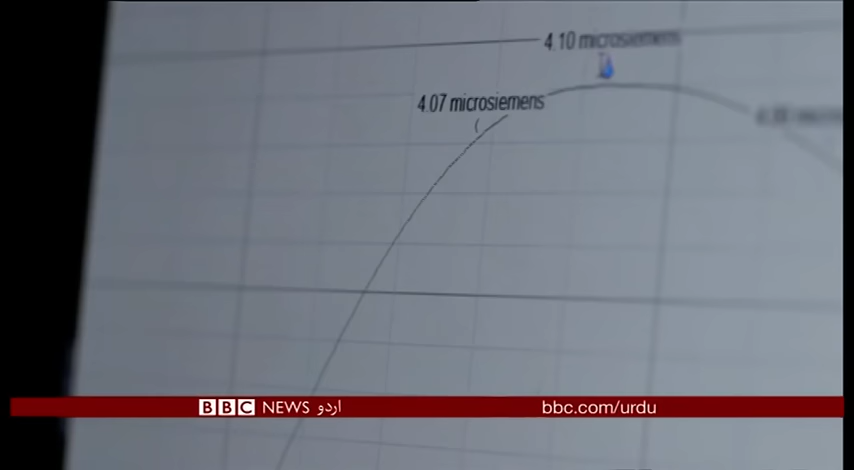 4.10 microsiemens
4.07 microsiemens
BBC NEWS اردو
bbc.com/urdu